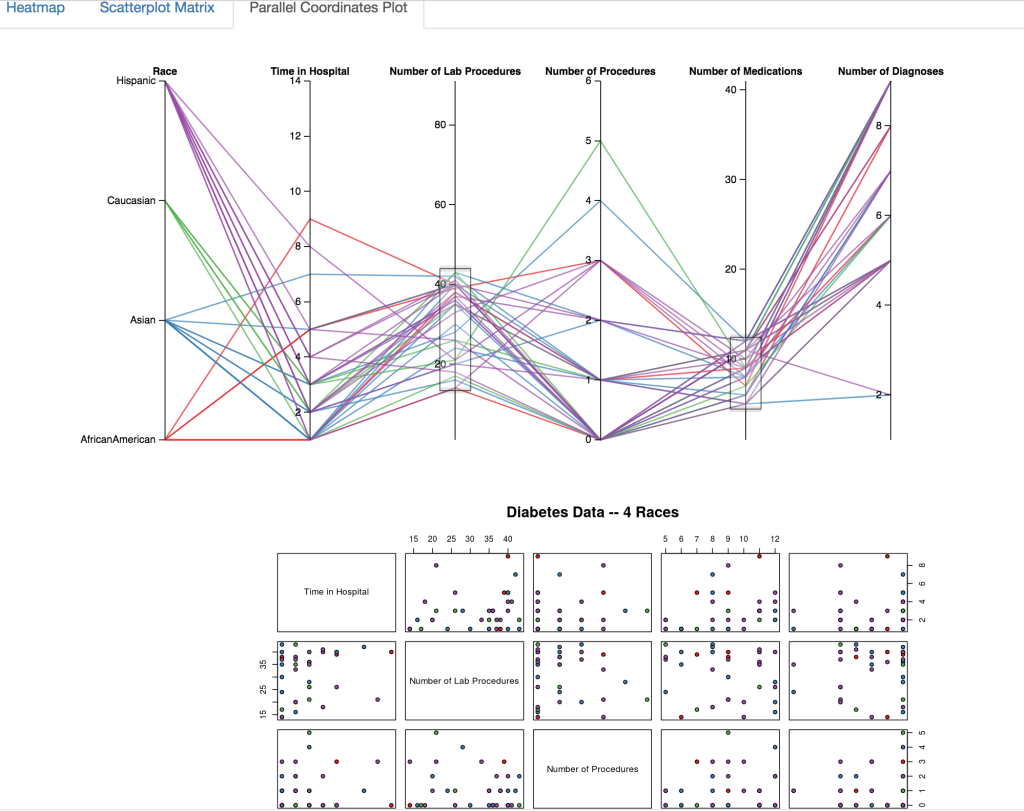 Heatmap Scatterplot Matrix Parallel Coordinates Plot
Race Time in Hospital Number of Lab Procedures Number of Procedures Number of Medications Number of Diagnoses
Hispanic
Caucasian
Asian
AfricanAmerican
14
12
10
8
6
4
2
80
60
40
20
6
5
4
3
2
1
0
40
30
20
10
8
6
4
2
Diabetes Data -- 4 Races
15 20 25 30 35 40 5 6 7 8 9 10 12
Time in Hospital
2 4 6 8
Number of Lab Procedures
15 25 35
Number of Procedures
0 1 2 3 4 5